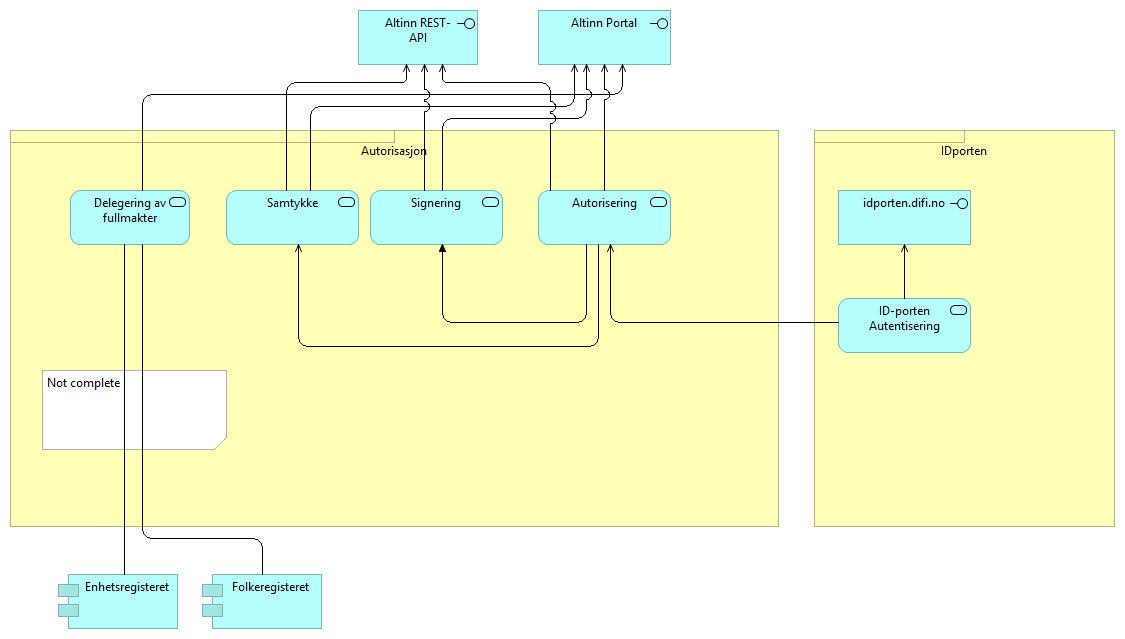 Altinn REST-
API
Altinn Portal
Autorisasjon
IDporten
Delegering av
fullmakter
Samtykke
Signering
Autorisering
idporten.difi.no
ID-porten
Autentisering
Not complete
Enhetsregisteret
Folkeregisteret